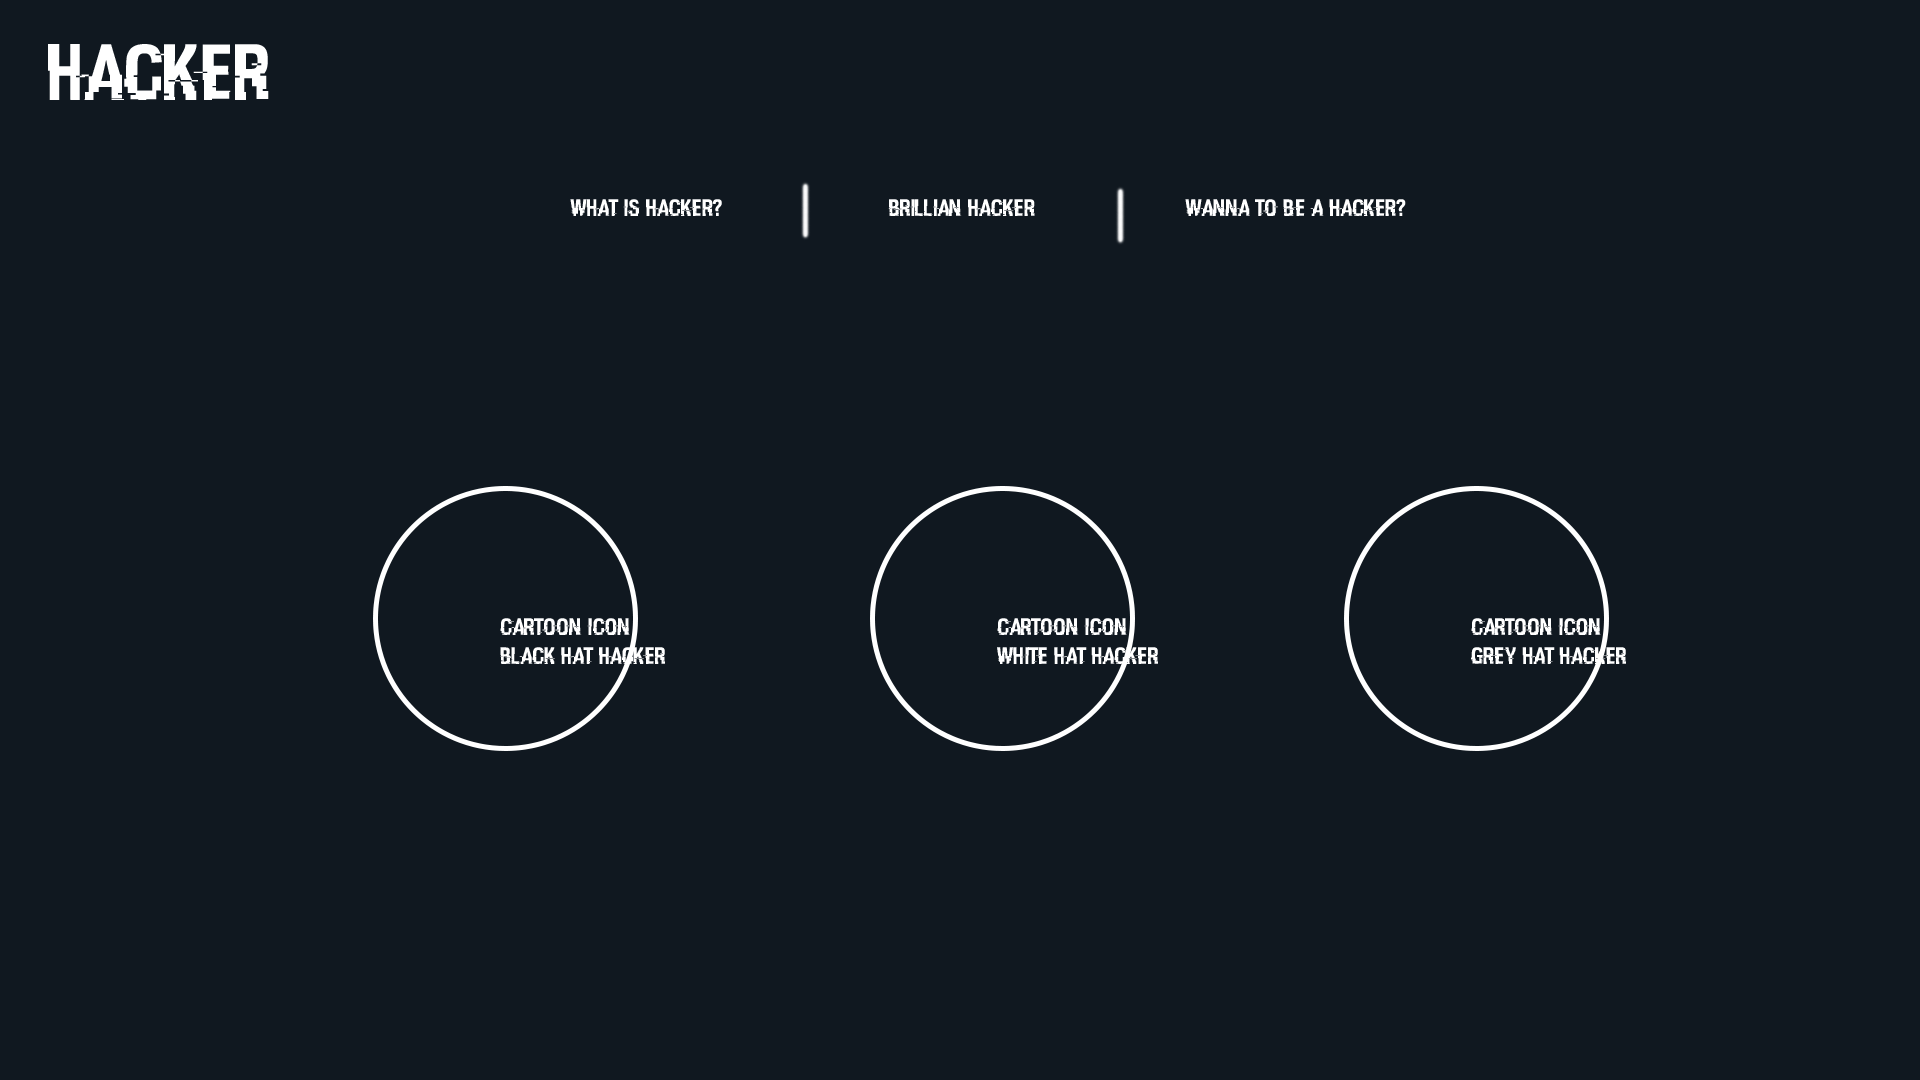 HACKER
WHAT IS HACKER?
BRILLIAN HACKER
WANNA TO BE A HACKER?
CARTOON ICON
BLACK HAT HACKER
CARTOON ICON
WHITE HAT HACKER
CARTOON ICON
GREY HAT HACKER